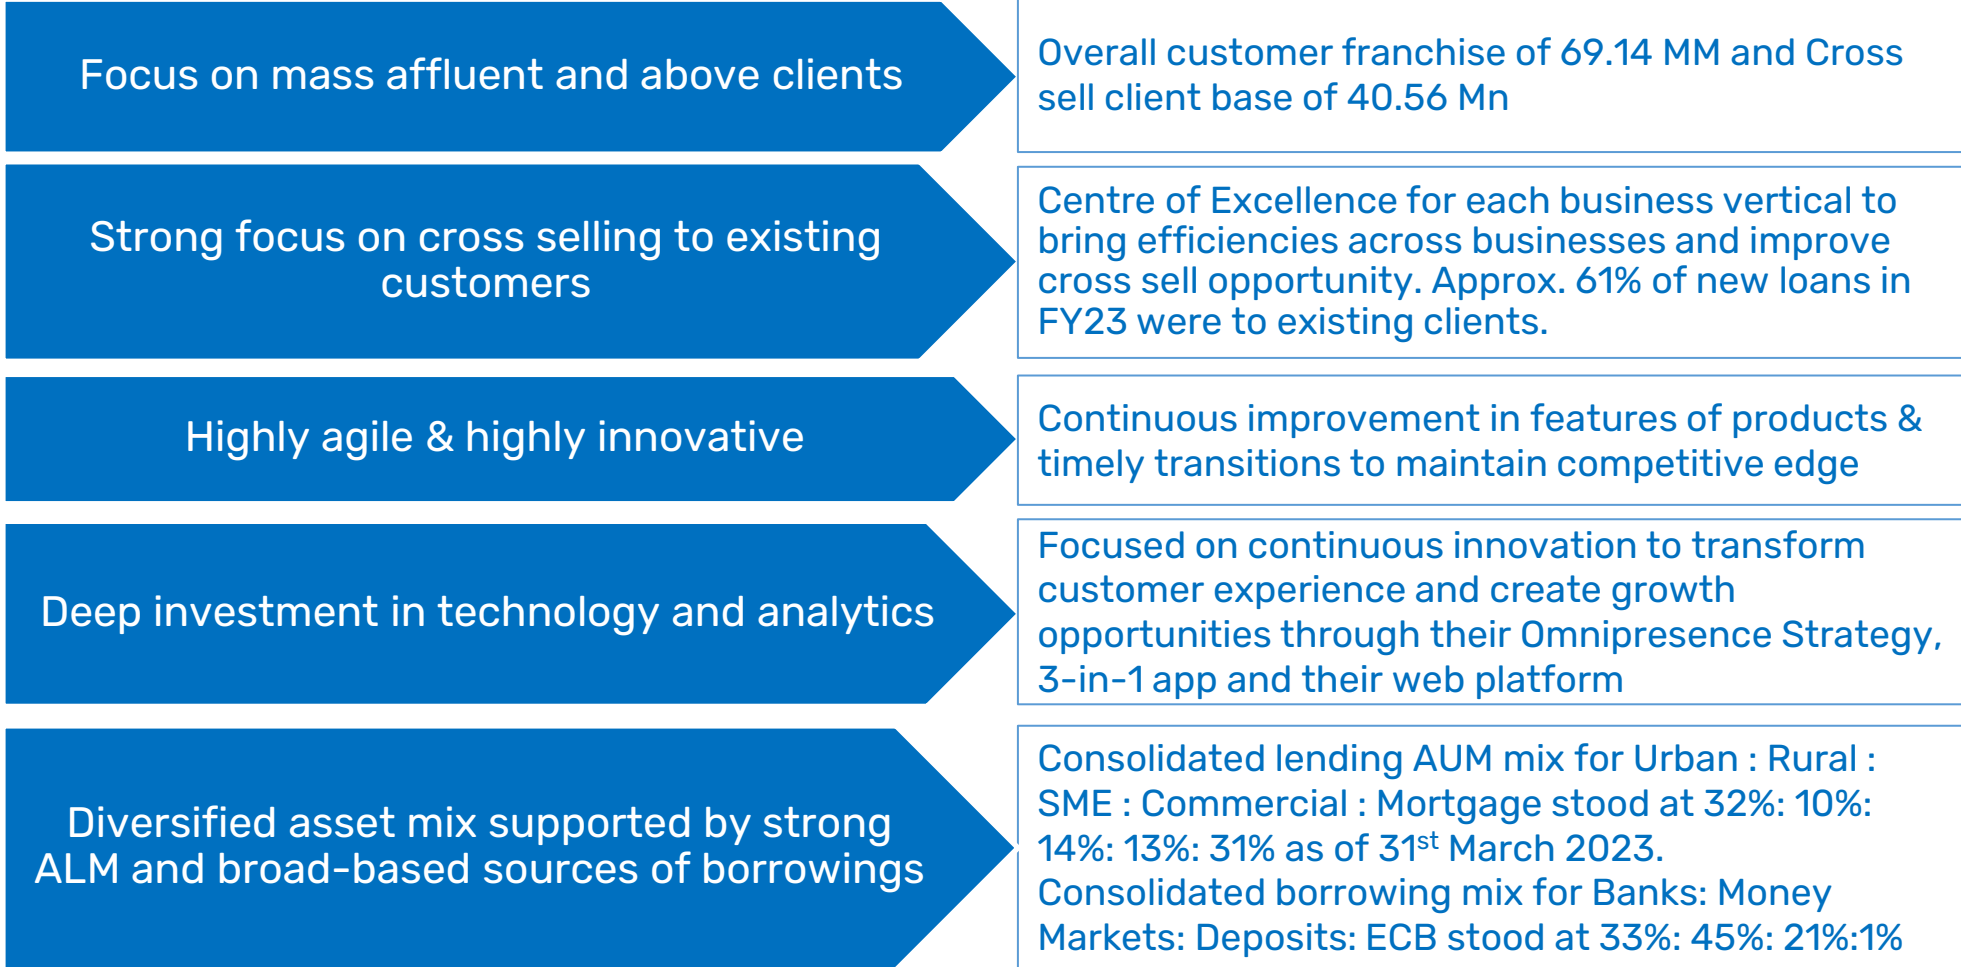 Focus on mass affluent and above clients
Overall customer franchise of 69.14 MM and Cross
sell client base of 40.56 Mn
Strong focus on cross selling to existing
customers
Centre of Excellence for each business vertical to
bring efficiencies across businesses and improve
cross sell opportunity. Approx. 61% of new loans in
FY23 were to existing clients.
Highly agile & highly innovative
Continuous improvement in features of products &
timely transitions to maintain competitive edge
Deep investment in technology and analytics
Focused on continuous innovation to transform
customer experience and create growth
opportunities through their Omnipresence Strategy,
3-in-1 app and their web platform
Diversified asset mix supported by strong
ALM and broad-based sources of borrowings
Consolidated lending AUM mix for Urban : Rural :
SME : Commercial : Mortgage stood at 32%: 10%:
14%: 13%: 31% as of 31st March 2023.
Consolidated borrowing mix for Banks: Money
Markets: Deposits: ECB stood at 33%: 45%: 21%:1%